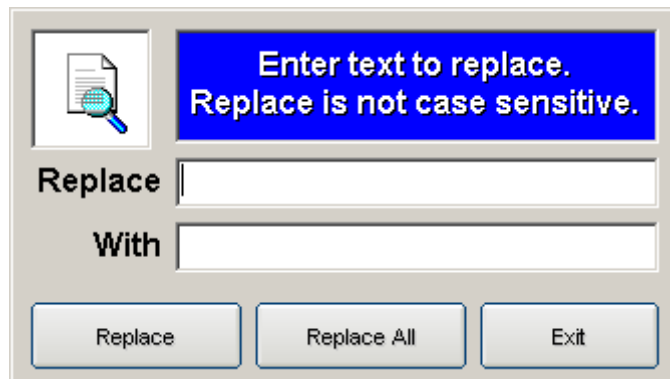 Enter text to replace.
Replace is not case sensitive.
Replace
With
Replace Replace All Exit